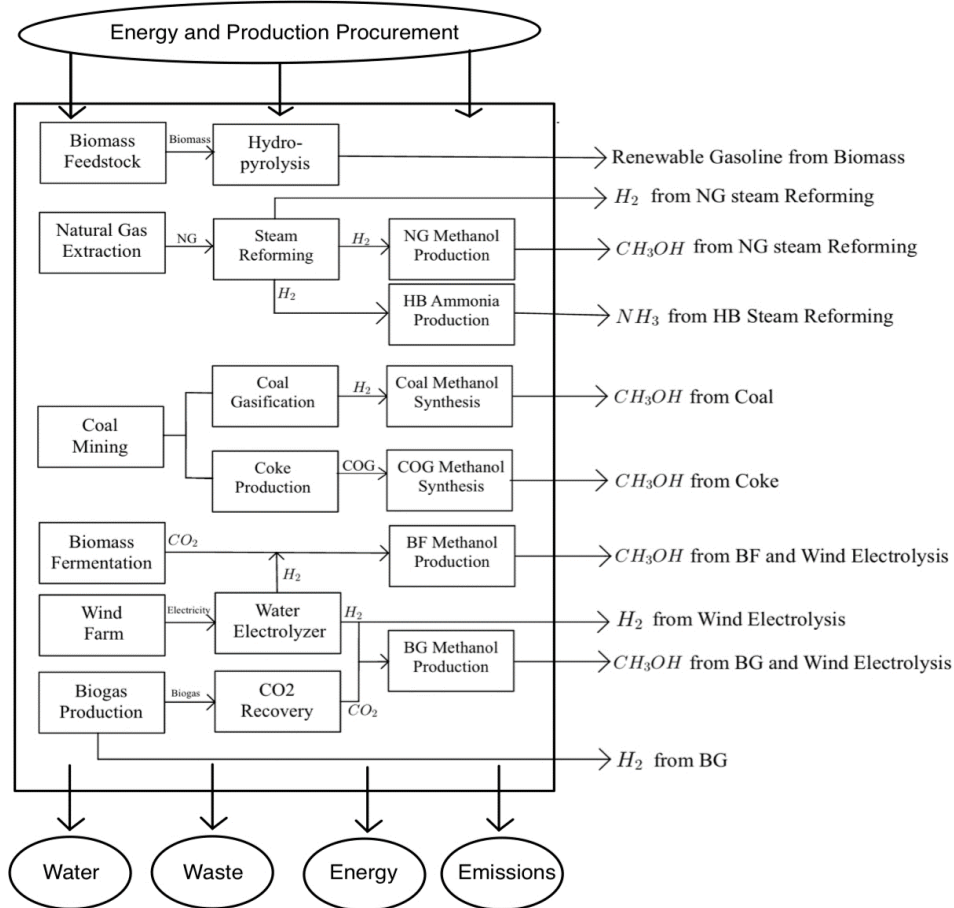 Energy and Production Procurement
Biomass
Feedstock
Biomass
Hydro-
pyrolysis
Renewable Gasoline from Biomass
H₂ from NG steam Reforming
Natural Gas
Extraction
NG
Steam
Reforming
H₂
NG Methanol
Production
CH₃OH from NG steam Reforming
H₂
HB Ammonia
Production
NH₃ from HB Steam Reforming
Coal
Mining
Coal
Gasification
H₂
Coal Methanol
Synthesis
CH₃OH from Coal
Coke
Production
COG
COG Methanol
Synthesis
CH₃OH from Coke
Biomass
Fermentation
CO₂
H₂
BF Methanol
Production
CH₃OH from BF and Wind Electrolysis
Wind
Farm
Electricity
Water
Electrolyzer
H₂
H₂ from Wind Electrolysis
BG Methanol
Production
CH₃OH from BG and Wind Electrolysis
Biogas
Production
Biogas
CO2
Recovery
CO₂
H₂ from BG
Water
Waste
Energy
Emissions